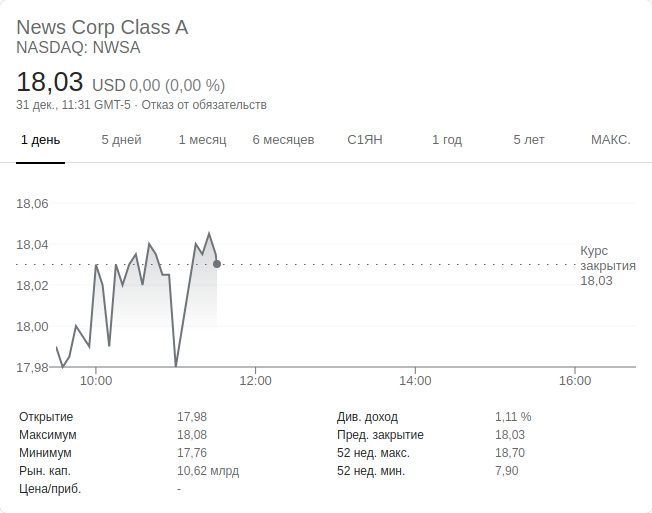 News Corp Class A
NASDAQ: NWSA
18,03 USD 0,00 (0,00 %)
31 дек., 11:31 GMT-5 · Отказ от обязательств
1 день 5 дней 1 месяц 6 месяцев С1ЯН 1 год 5 лет МАКС.
18,06
18,04
Курс
закрытия
18,03
18,02
18,00
17,98
10:00 12:00 14:00 16:00
Открытие 17,98 Див. доход 1,11 %
Максимум 18,08 Пред. закрытие 18,03
Минимум 17,76 52 нед. макс. 18,70
Рын. кап. 10,62 млрд 52 нед. мин. 7,90
Цена/приб. -